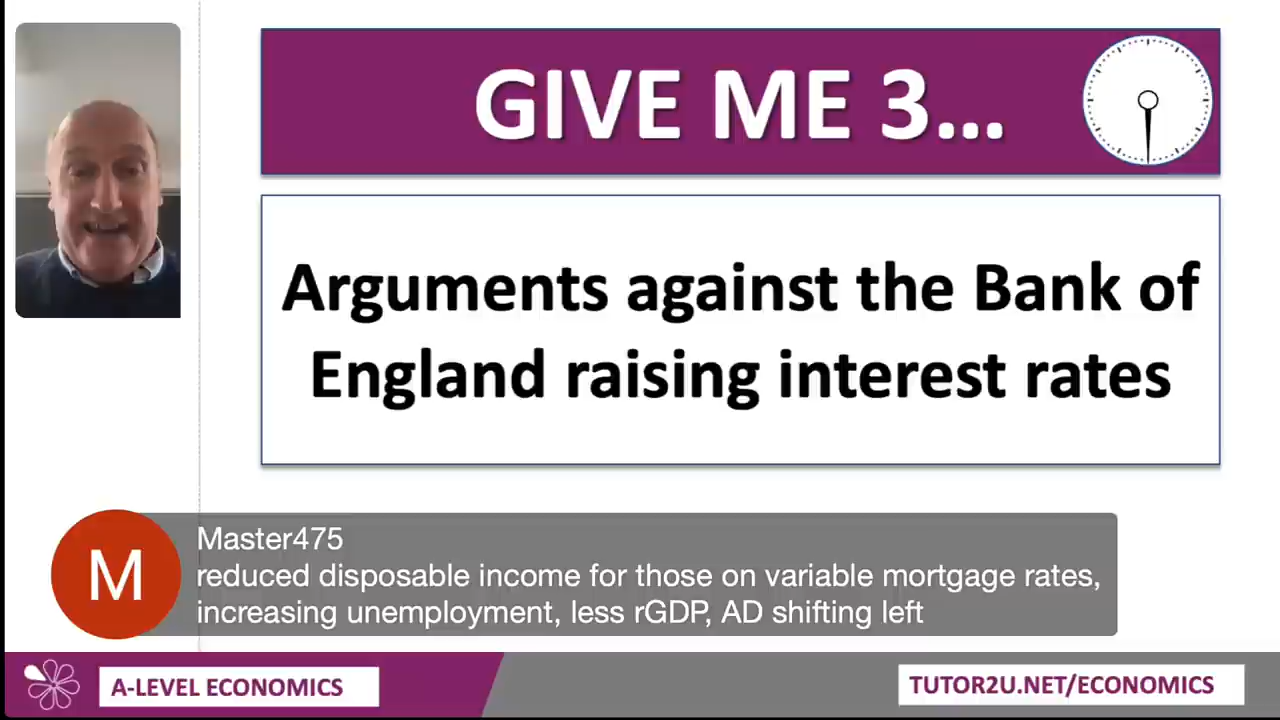 GIVE ME 3...
Arguments against the Bank of
England raising interest rates
M
Master475
reduced disposable income for those on variable mortgage rates,
increasing unemployment, less rGDP, AD shifting left
A-LEVEL ECONOMICS
TUTOR2U.NET/ECONOMICS